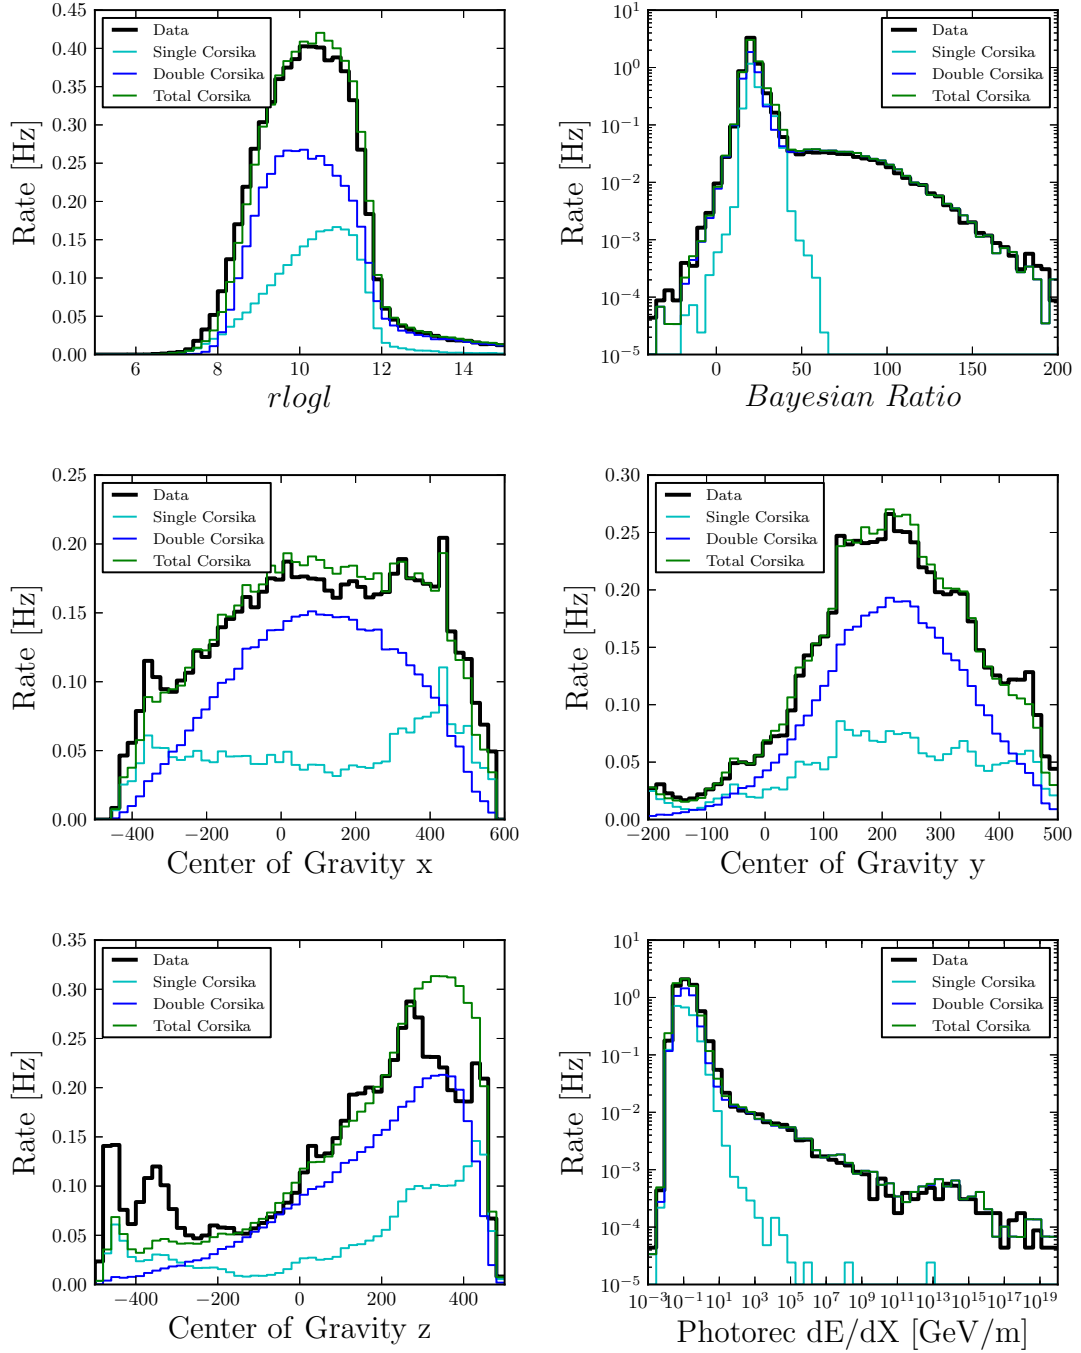 0.45
0.40
0.35
0.30
0.25
0.20
0.15
0.10
0.05
0.00
Rate [Hz]
Data
Single Corsika
Double Corsika
Total Corsika
6 8 10 12 14
rlogl
10^1
10^0
10^−1
10^−2
10^−3
10^−4
10^−5
Rate [Hz]
Data
Single Corsika
Double Corsika
Total Corsika
0 50 100 150 200
Bayesian Ratio
0.25
0.20
0.15
0.10
0.05
0.00
Rate [Hz]
Data
Single Corsika
Double Corsika
Total Corsika
−400 −200 0 200 400 600
Center of Gravity x
0.30
0.25
0.20
0.15
0.10
0.05
0.00
Rate [Hz]
Data
Single Corsika
Double Corsika
Total Corsika
−200 −100 0 100 200 300 400 500
Center of Gravity y
0.35
0.30
0.25
0.20
0.15
0.10
0.05
0.00
Rate [Hz]
Data
Single Corsika
Double Corsika
Total Corsika
−400 −200 0 200 400
Center of Gravity z
10^1
10^0
10^−1
10^−2
10^−3
10^−4
10^−5
Rate [Hz]
Data
Single Corsika
Double Corsika
Total Corsika
10^−3 10^−1 10^1 10^3 10^5 10^7 10^9 10^11 10^13 10^15 10^17 10^19
Photorec dE/dX [GeV/m]